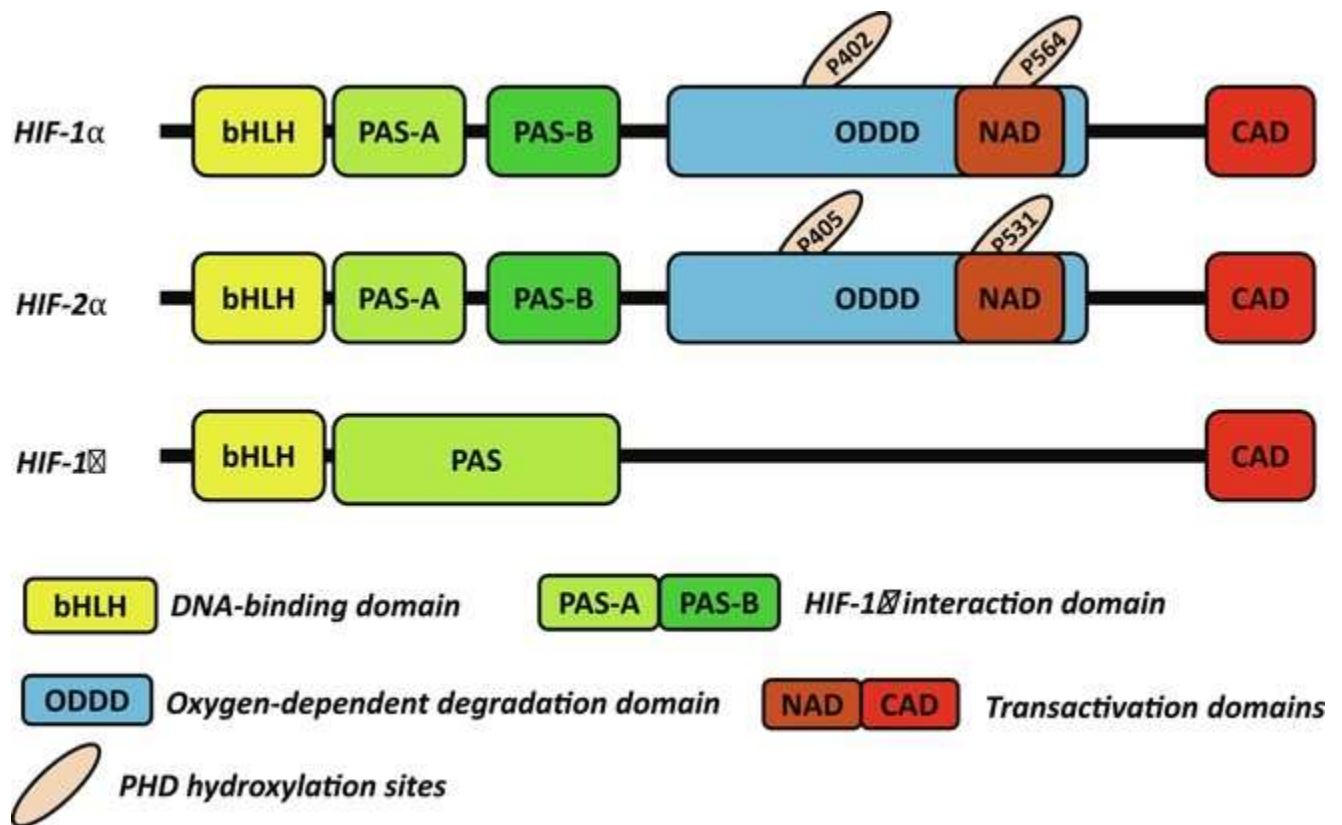 P402 P564
HIF-1α bHLH PAS-A PAS-B ODDD NAD CAD
P405 P531
HIF-2α bHLH PAS-A PAS-B ODDD NAD CAD
HIF-1☒ bHLH PAS CAD
bHLH DNA-binding domain PAS-A PAS-B HIF-1☒ interaction domain
ODDD Oxygen-dependent degradation domain NAD CAD Transactivation domains
PHD hydroxylation sites